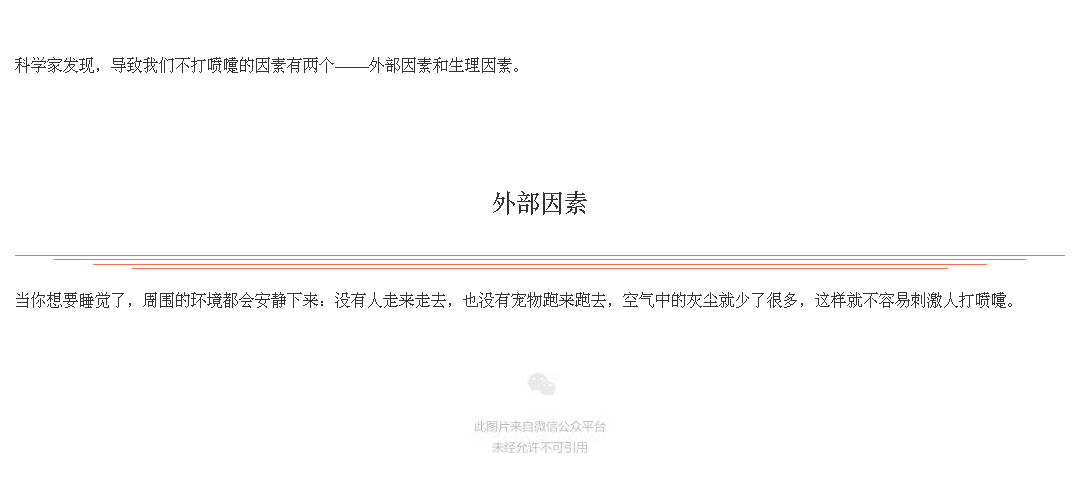 科学家发现，导致我们不打喷嚏的因素有两个——外部因素和生理因素。
外部因素
当你想要睡觉了，周围的环境都会安静下来：没有人走来走去，也没有宠物跑来跑去，空气中的灰尘就少了很多，这样就不容易刺激人打喷嚏。
此图片来自微信公众平台
未经允许不可引用